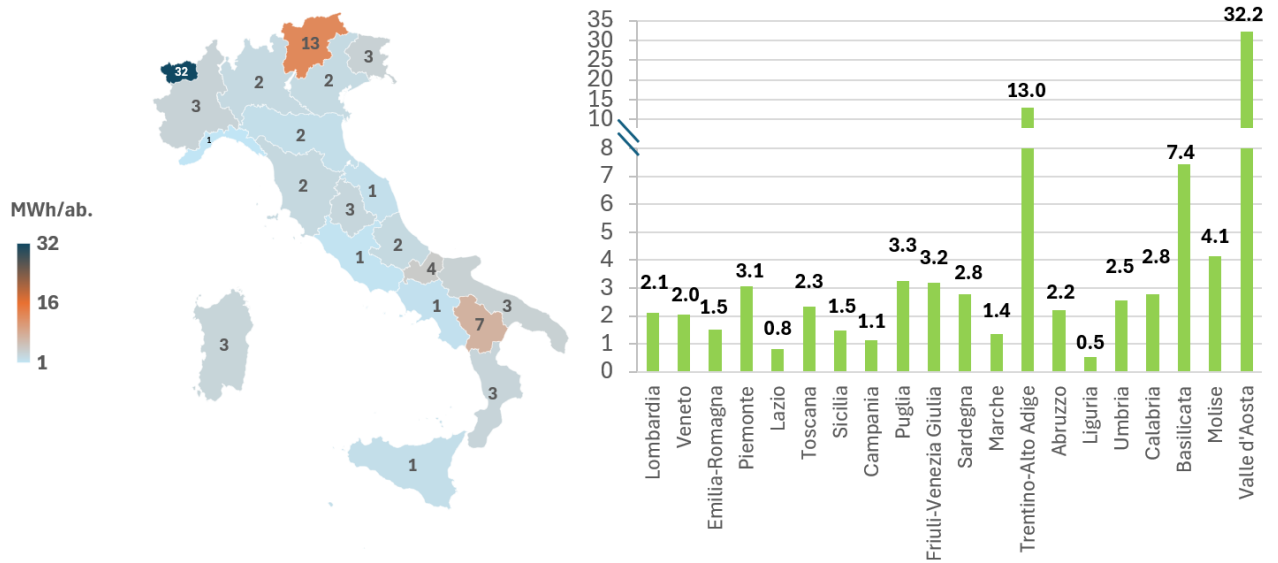 MWh/ab.
32
16
1
13
3
32
2
2
3
1
2
2
1
3
2
1
4
1
3
7
3
3
1
35
30
25
20
15
10
8
7
6
5
4
3
2
1
0
2.1
2.0
1.5
3.1
0.8
2.3
1.5
1.1
3.3
3.2
2.8
1.4
13.0
2.2
0.5
2.5
2.8
7.4
4.1
32.2
Lombardia
Veneto
Emilia-Romagna
Piemonte
Lazio
Toscana
Sicilia
Campania
Puglia
Friuli-Venezia Giulia
Sardegna
Marche
Trentino-Alto Adige
Abruzzo
Liguria
Umbria
Calabria
Basilicata
Molise
Valle d'Aosta